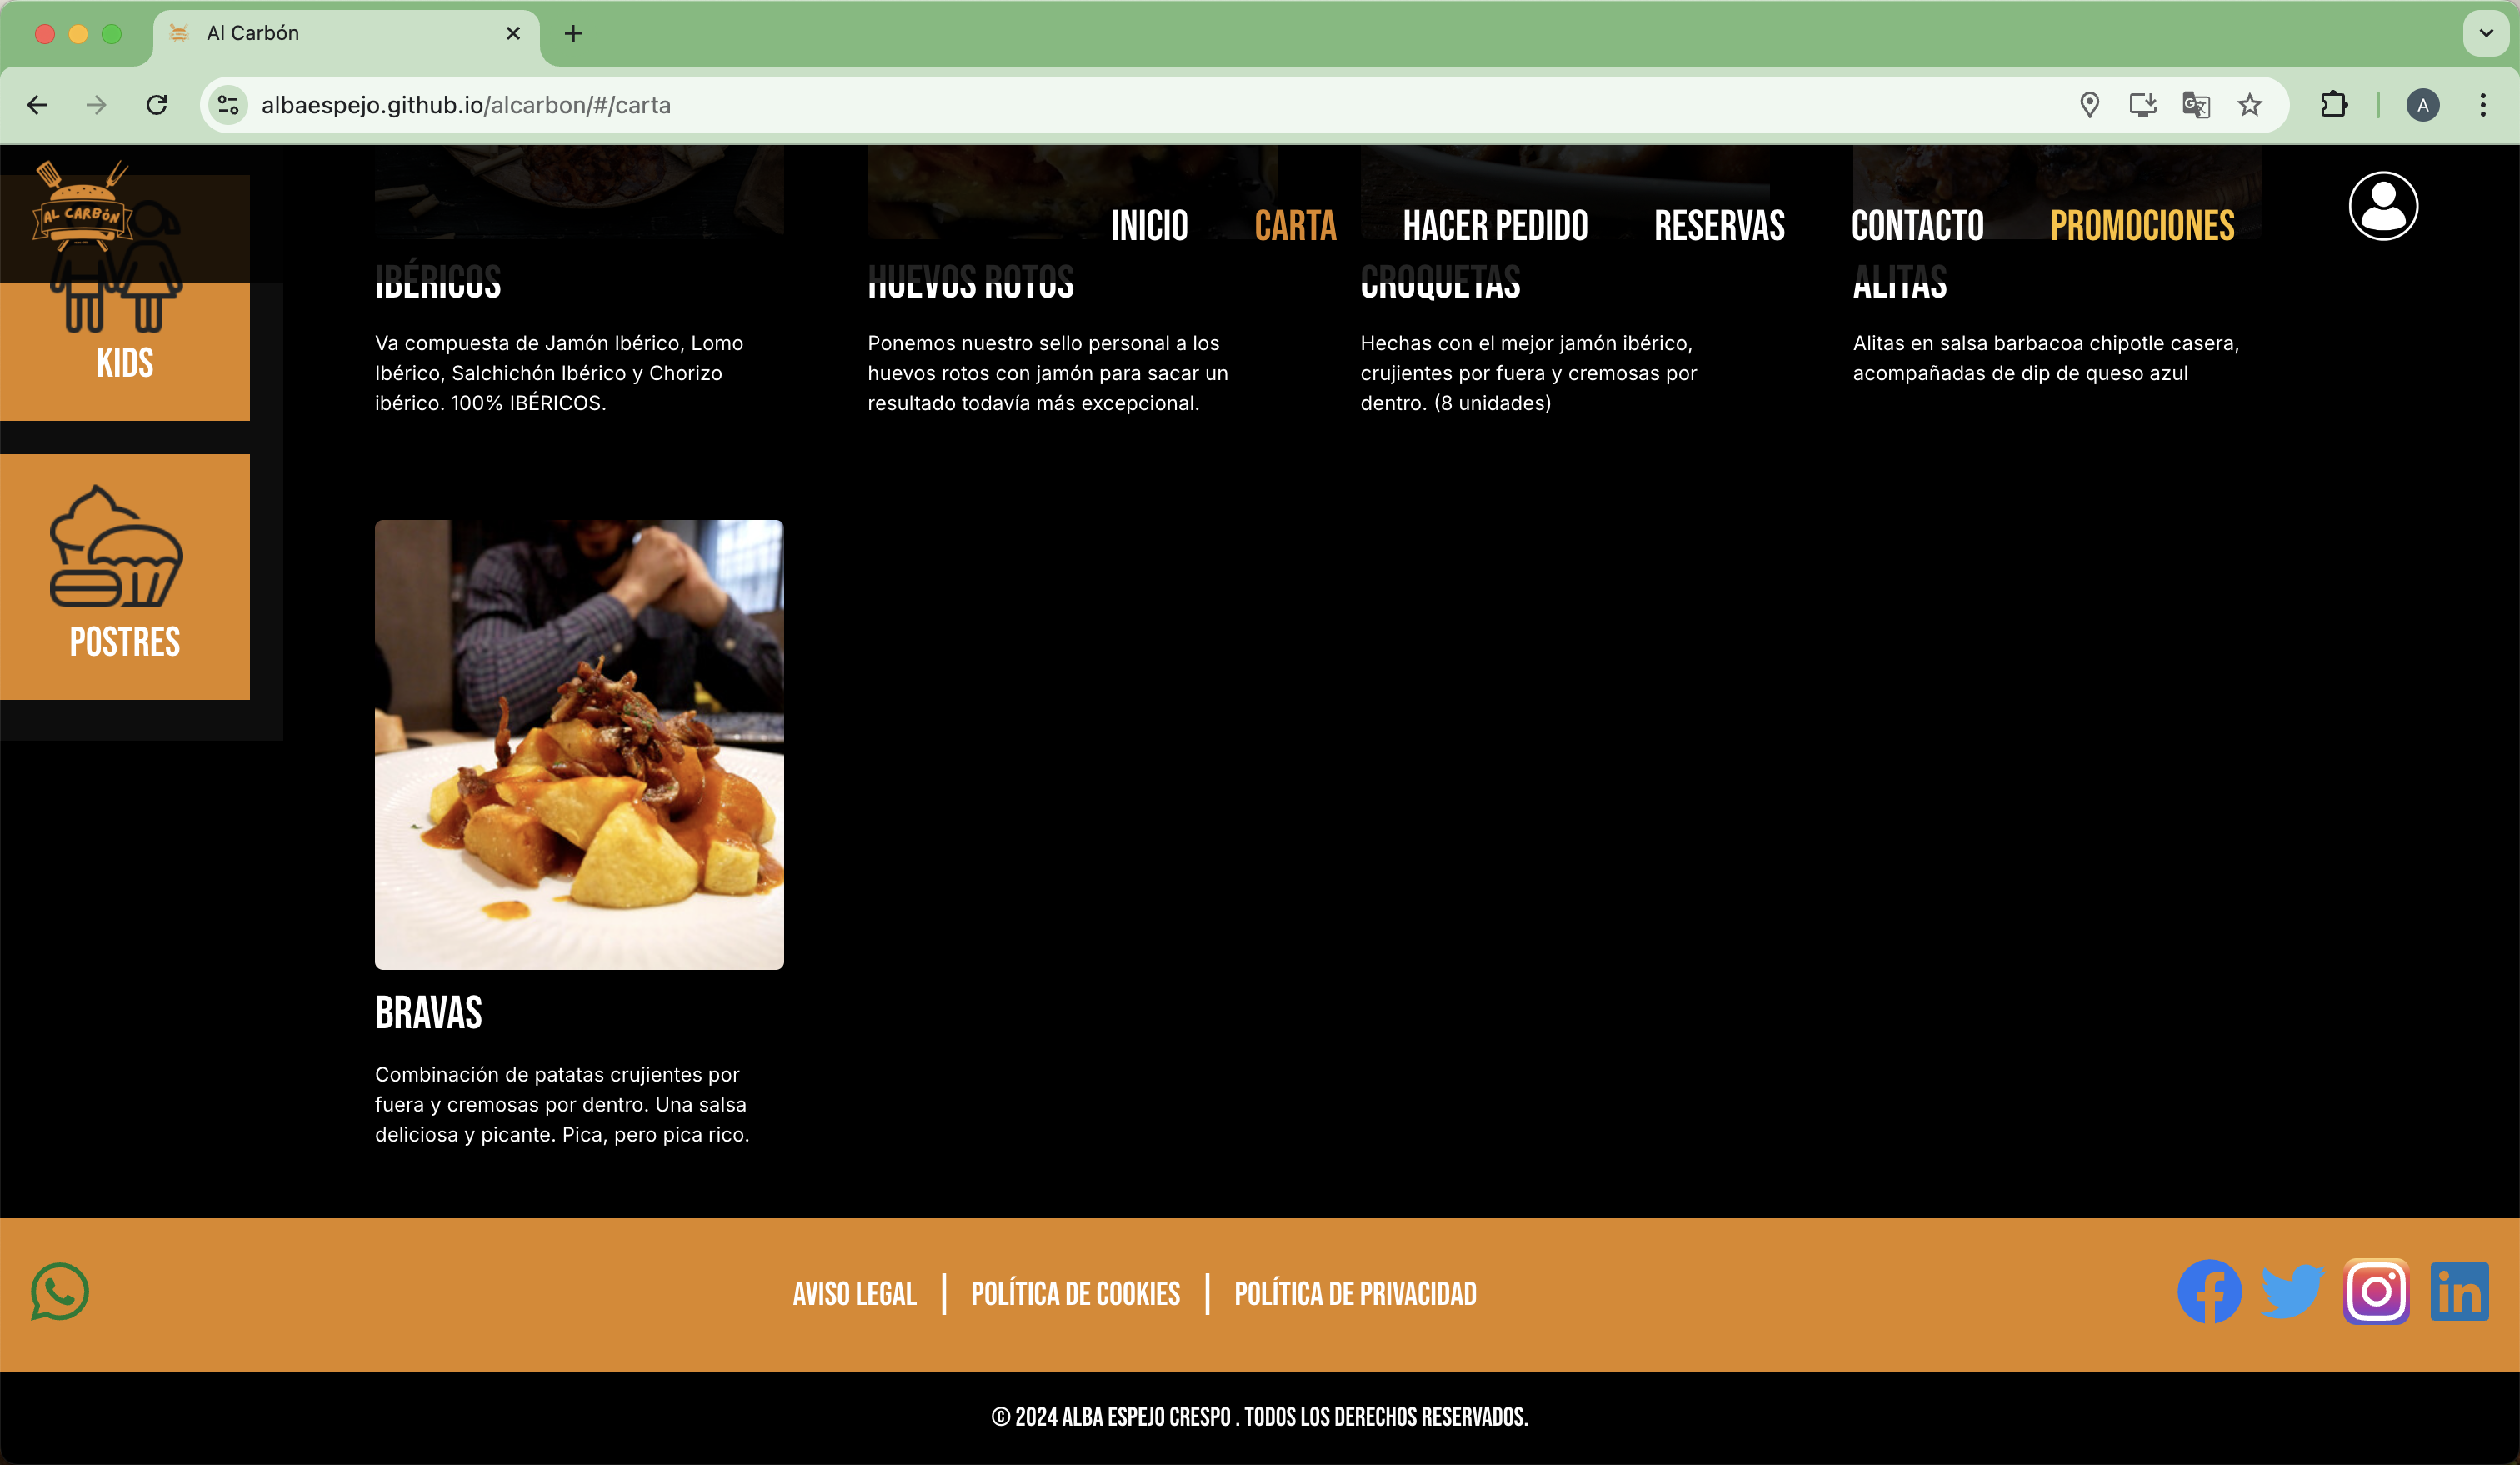 Al Carbón
albaespejo.github.io/alcarbon/#/carta
A
AL CARBÓN
INICIO
CARTA
HACER PEDIDO
RESERVAS
CONTACTO
PROMOCIONES
KIDS
POSTRES
IBÉRICOS
Va compuesta de Jamón Ibérico, Lomo
Ibérico, Salchichón Ibérico y Chorizo
ibérico. 100% IBÉRICOS.
HUEVOS ROTOS
Ponemos nuestro sello personal a los
huevos rotos con jamón para sacar un
resultado todavía más excepcional.
CROQUETAS
Hechas con el mejor jamón ibérico,
crujientes por fuera y cremosas por
dentro. (8 unidades)
ALITAS
Alitas en salsa barbacoa chipotle casera,
acompañadas de dip de queso azul
BRAVAS
Combinación de patatas crujientes por
fuera y cremosas por dentro. Una salsa
deliciosa y picante. Pica, pero pica rico.
AVISO LEGAL
POLÍTICA DE COOKIES
POLÍTICA DE PRIVACIDAD
© 2024 ALBA ESPEJO CRESPO . TODOS LOS DERECHOS RESERVADOS.